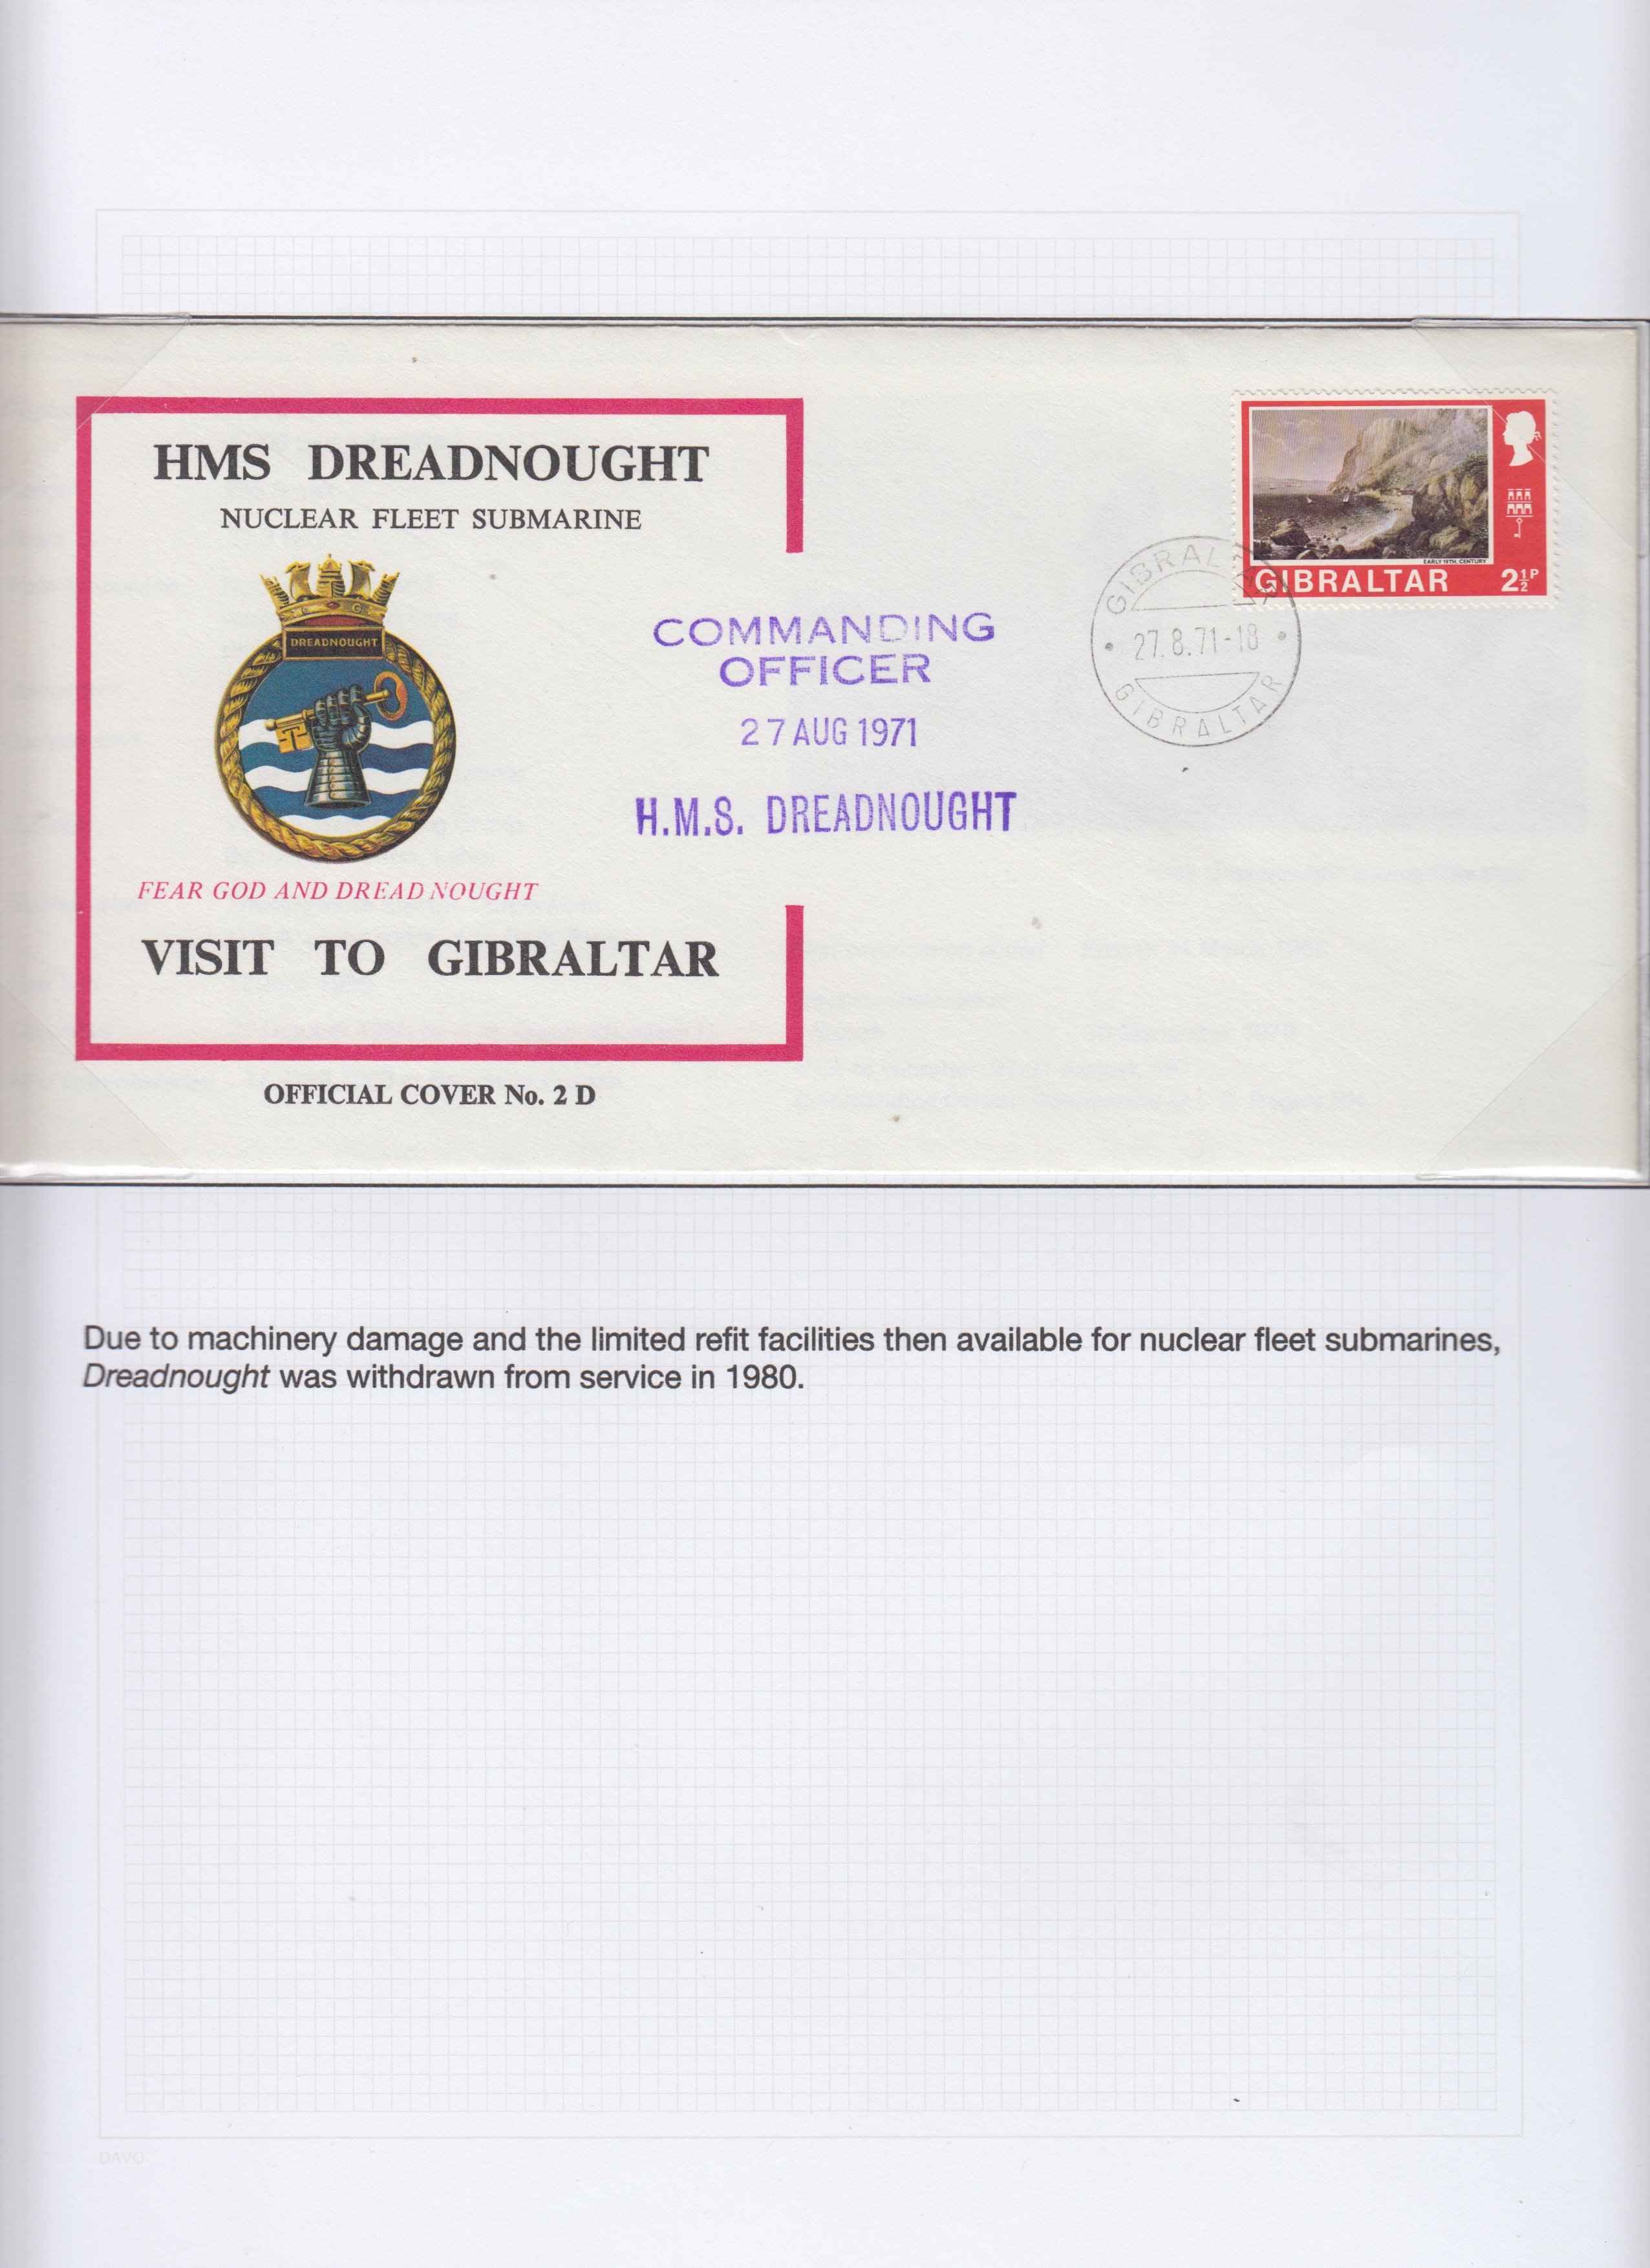 HMS DREADNOUGHT
NUCLEAR FLEET SUBMARINE
DREADNOUGHT
FEAR GOD AND DREAD NOUGHT
VISIT TO GIBRALTAR
OFFICIAL COVER No. 2 D
COMMANDING
OFFICER
27 AUG 1971
H.M.S. DREADNOUGHT
GIBRALTAR
27.8.71-18
GIBRALTAR
EARLY 19TH. CENTURY
GIBRALTAR 2½P
Due to machinery damage and the limited refit facilities then available for nuclear fleet submarines,
Dreadnought was withdrawn from service in 1980.
DAVO